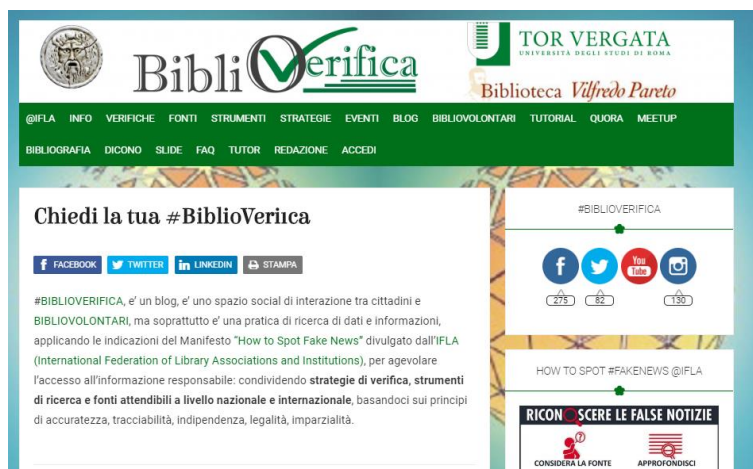 BibliOVerifica
TOR VERGATA
UNIVERSITÀ DEGLI STUDI DI ROMA
Biblioteca Vilfredo Pareto
@IFLA INFO VERIFICHE FONTI STRUMENTI STRATEGIE EVENTI BLOG BIBLIOVOLONTARI TUTORIAL QUORA MEETUP
BIBLIOGRAFIA DICONO SLIDE FAQ TUTOR REDAZIONE ACCEDI
Chiedi la tua #BiblioVerifica
FACEBOOK TWITTER LINKEDIN STAMPA
#BIBLIOVERIFICA, e' un blog, e' uno spazio social di interazione tra cittadini e
BIBLIOVOLONTARI, ma soprattutto e' una pratica di ricerca di dati e informazioni,
applicando le indicazioni del Manifesto "How to Spot Fake News" divulgato dall'IFLA
(International Federation of Library Associations and Institutions), per agevolare
l'accesso all'informazione responsabile: condividendo strategie di verifica, strumenti
di ricerca e fonti attendibili a livello nazionale e internazionale, basandoci sui principi
di accuratezza, tracciabilità, indipendenza, legalità, imparzialità.
#BIBLIOVERIFICA
You Tube
275 82 130
HOW TO SPOT #FAKENEWS @IFLA
RICONOSCERE LE FALSE NOTIZIE
CONSIDERA LA FONTE APPROFONDISCI